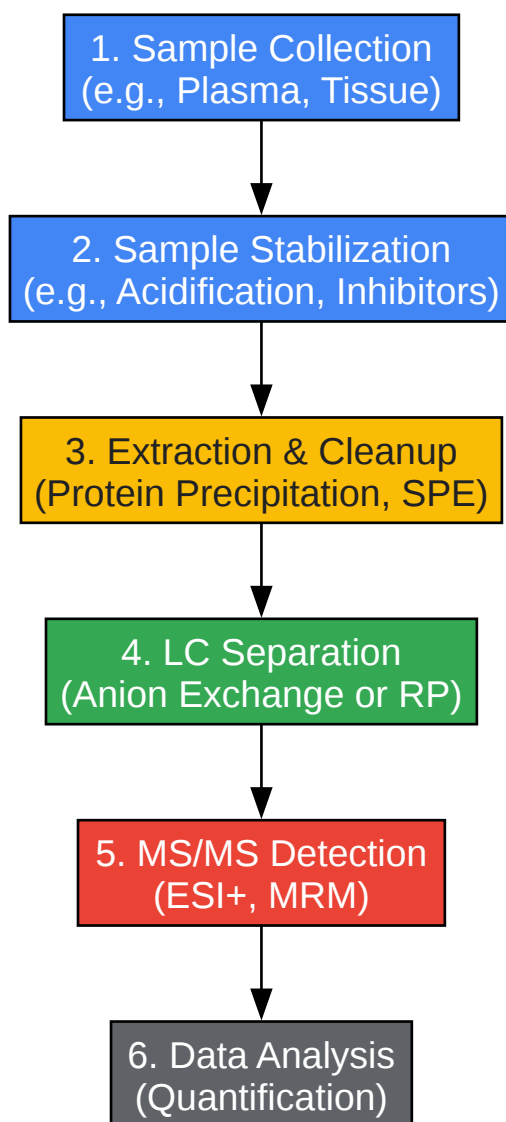 1. Sample Collection
(e.g., Plasma, Tissue)
2. Sample Stabilization
(e.g., Acidification, Inhibitors)
3. Extraction & Cleanup
(Protein Precipitation, SPE)
4. LC Separation
(Anion Exchange or RP)
5. MS/MS Detection
(ESI+, MRM)
6. Data Analysis
(Quantification)